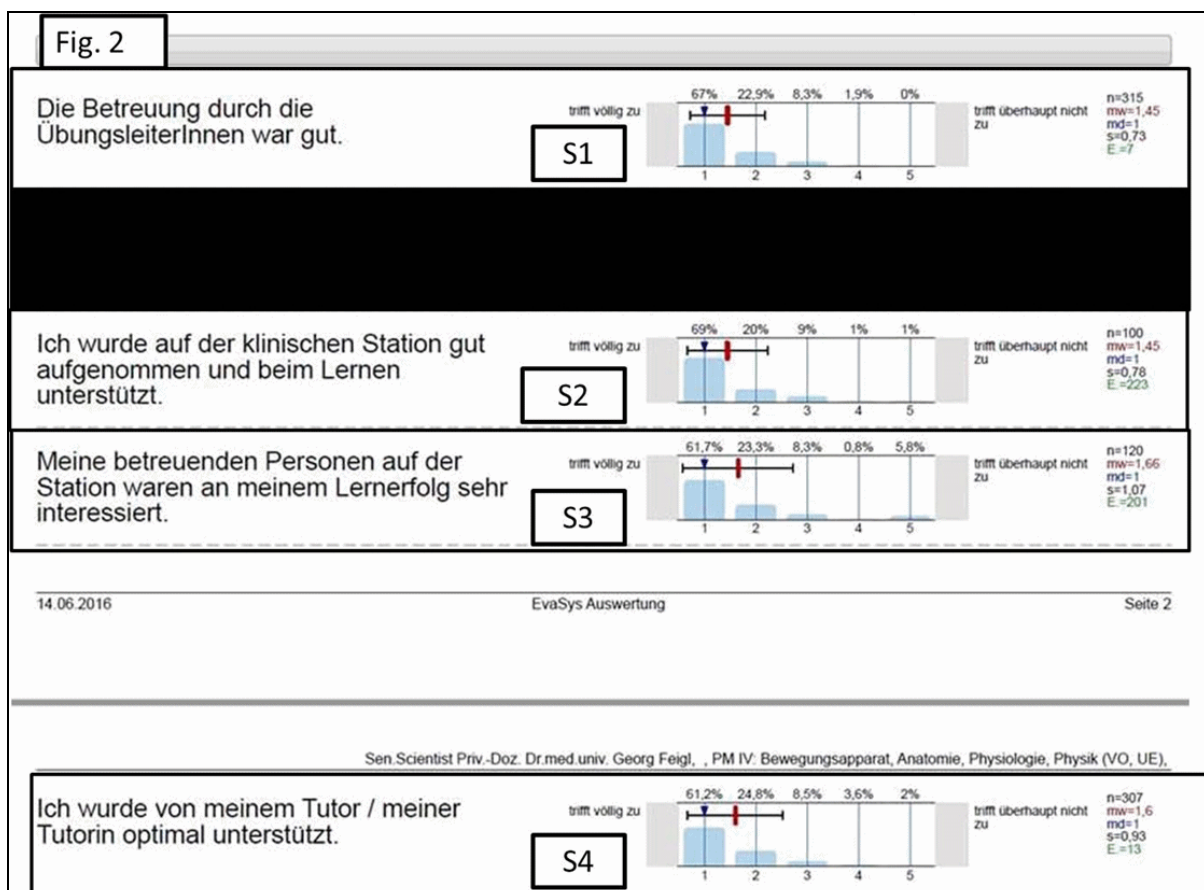 Fig. 2
Die Betreuung durch die
ÜbungsleiterInnen war gut.
S1
trifft völlig zu
67% 22,9% 8,3% 1,9% 0%
1 2 3 4 5
trifft überhaupt nicht
zu
n=315
mw=1,45
md=1
s=0,73
E.=7
Ich wurde auf der klinischen Station gut
aufgenommen und beim Lernen
unterstützt.
S2
trifft völlig zu
69% 20% 9% 1% 1%
1 2 3 4 5
trifft überhaupt nicht
zu
n=100
mw=1,45
md=1
s=0,78
E.=223
Meine betreuenden Personen auf der
Station waren an meinem Lernerfolg sehr
interessiert.
S3
trifft völlig zu
61,7% 23,3% 8,3% 0,8% 5,8%
1 2 3 4 5
trifft überhaupt nicht
zu
n=120
mw=1,66
md=1
s=1,07
E.=201
14.06.2016 EvaSys Auswertung Seite 2
Sen.Scientist Priv.-Doz. Dr.med.univ. Georg Feigl, , PM IV: Bewegungsapparat, Anatomie, Physiologie, Physik (VO, UE),
Ich wurde von meinem Tutor / meiner
Tutorin optimal unterstützt.
S4
trifft völlig zu
61,2% 24,8% 8,5% 3,6% 2%
1 2 3 4 5
trifft überhaupt nicht
zu
n=307
mw=1,6
md=1
s=0,93
E.=13